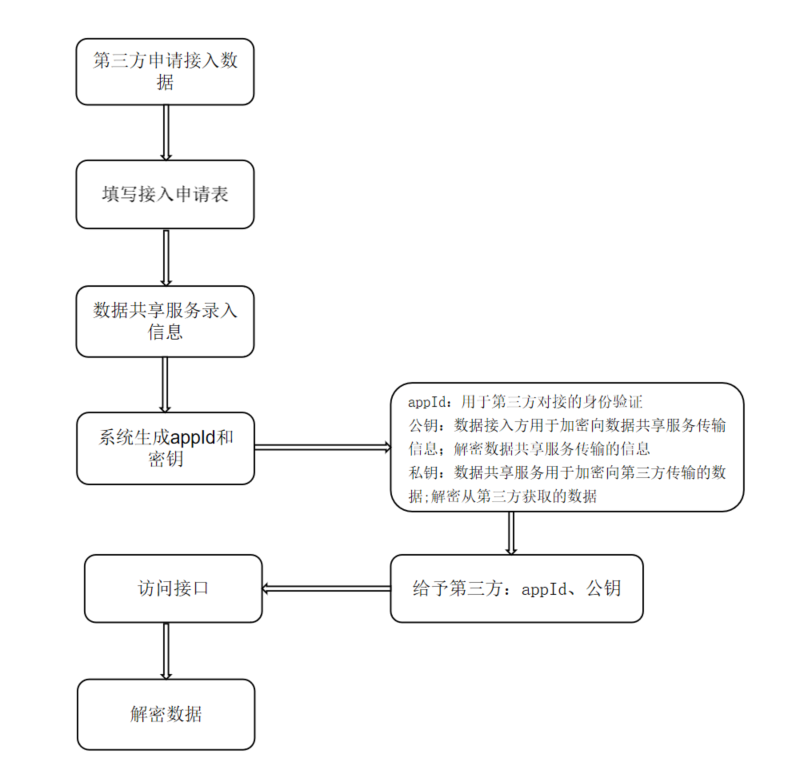 第三方申请接入数
据
填写接入申请表
数据共享服务录入
信息
系统生成appId和
密钥
appId：用于第三方对接的身份验证
公钥：数据接入方用于加密向数据共享服务传输
信息；解密数据共享服务传输的信息
私钥：数据共享服务用于加密向第三方传输的数
据;解密从第三方获取的数据
给予第三方：appId、公钥
访问接口
解密数据